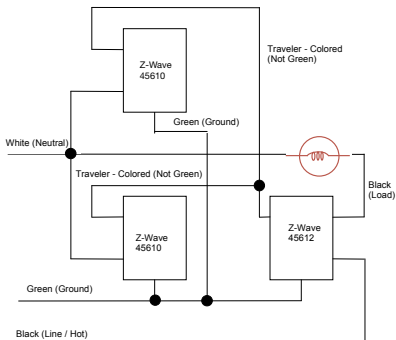 Z-Wave
45610
Traveler - Colored
(Not Green)
Green (Ground)
White (Neutral)
Traveler - Colored (Not Green)
Black
(Load)
Z-Wave
45610
Z-Wave
45612
Green (Ground)
Black (Line / Hot)